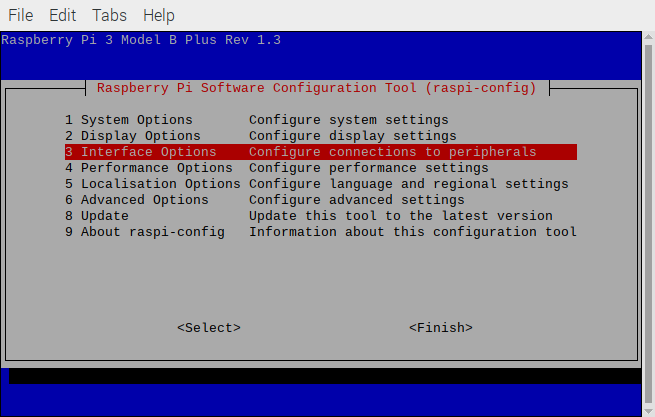 File Edit Tabs Help
Raspberry Pi 3 Model B Plus Rev 1.3
Raspberry Pi Software Configuration Tool (raspi-config)
1 System Options Configure system settings
2 Display Options Configure display settings
3 Interface Options Configure connections to peripherals
4 Performance Options Configure performance settings
5 Localisation Options Configure language and regional settings
6 Advanced Options Configure advanced settings
8 Update Update this tool to the latest version
9 About raspi-config Information about this configuration tool
<Select> <Finish>